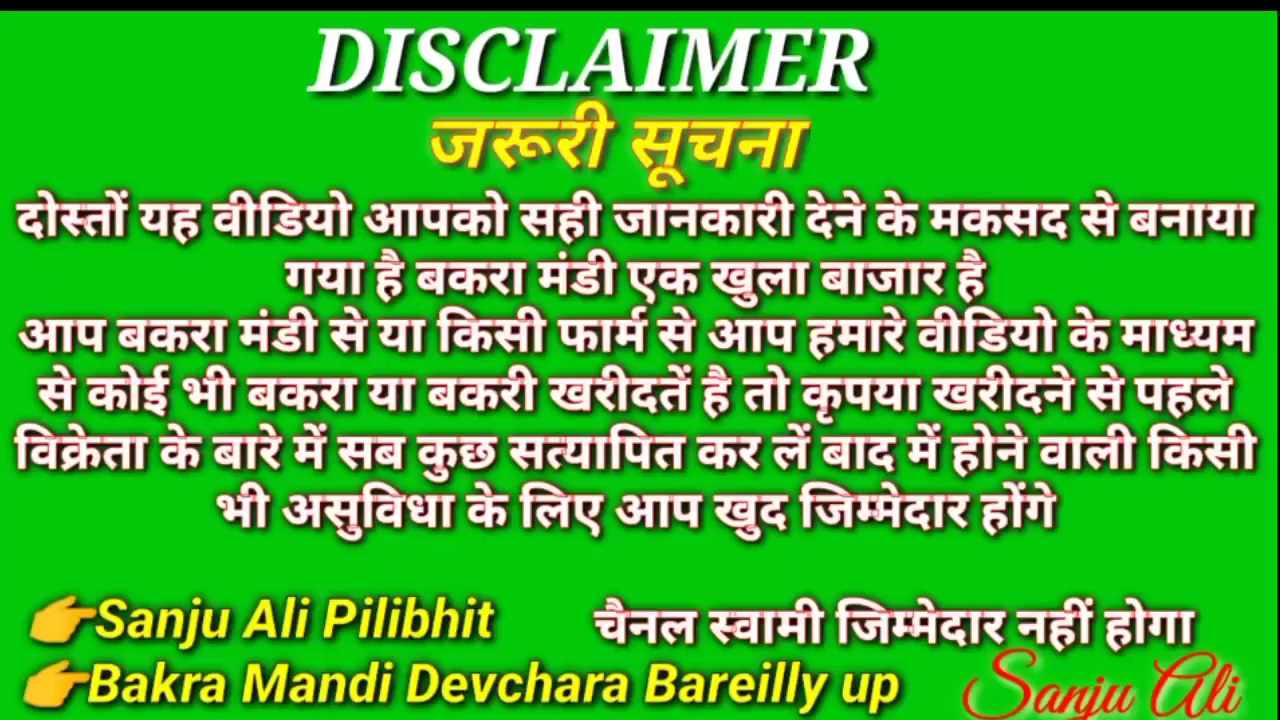 DISCLAIMER
जरूरी सूचना
दोस्तों यह वीडियो आपको सही जानकारी देने के मकसद से बनाया
गया है बकरा मंडी एक खुला बाजार है
आप बकरा मंडी से या किसी फार्म से आप हमारे वीडियो के माध्यम
से कोई भी बकरा या बकरी खरीदतें है तो कृपया खरीदने से पहले
विक्रेता के बारे में सब कुछ सत्यापित कर लें बाद में होने वाली किसी
भी असुविधा के लिए आप खुद जिम्मेदार होंगे
👉Sanju Ali Pilibhit
चैनल स्वामी जिम्मेदार नहीं होगा
👉Bakra Mandi Devchara Bareilly up
Sanju Ali